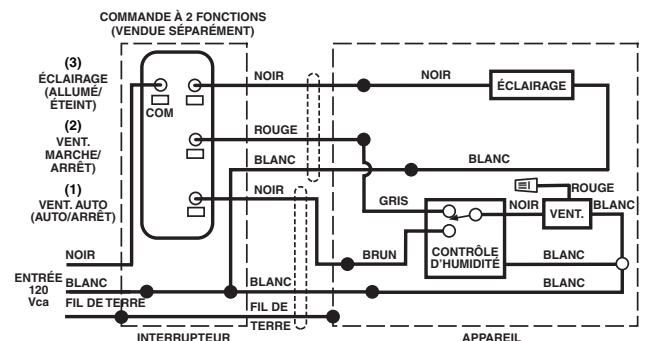 COMMANDE À 2 FONCTIONS
(VENDUE SÉPARÉMENT)
(3)
ÉCLAIRAGE
(ALLUMÉ/
ÉTEINT)
COM
NOIR
NOIR
ÉCLAIRAGE
(2)
VENT.
MARCHE/
ARRÊT)
ROUGE
BLANC
BLANC
(1)
VENT. AUTO
(AUTO/ARRÊT)
NOIR
GRIS
ROUGE
NOIR
VENT.
BLANC
BRUN
CONTRÔLE
D'HUMIDITÉ
BLANC
NOIR
ENTRÉE
120
Vca
BLANC
BLANC
BLANC
FIL DE TERRE
FIL DE
TERRE
INTERRUPTEUR
APPAREIL